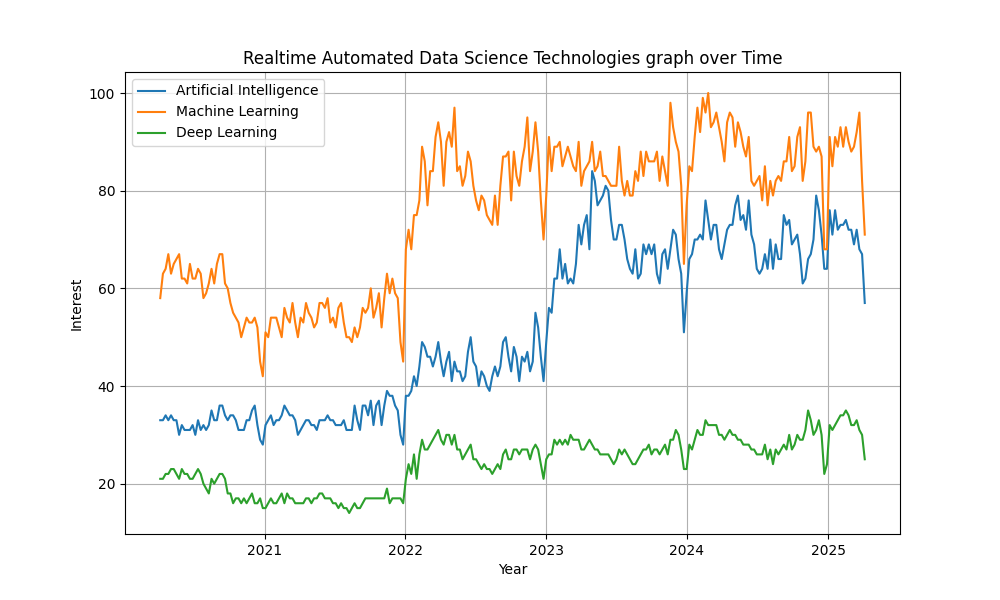 Realtime Automated Data Science Technologies graph over Time
Artificial Intelligence
Machine Learning
Deep Learning
100
80
60
40
20
Interest
2021 2022 2023 2024 2025
Year